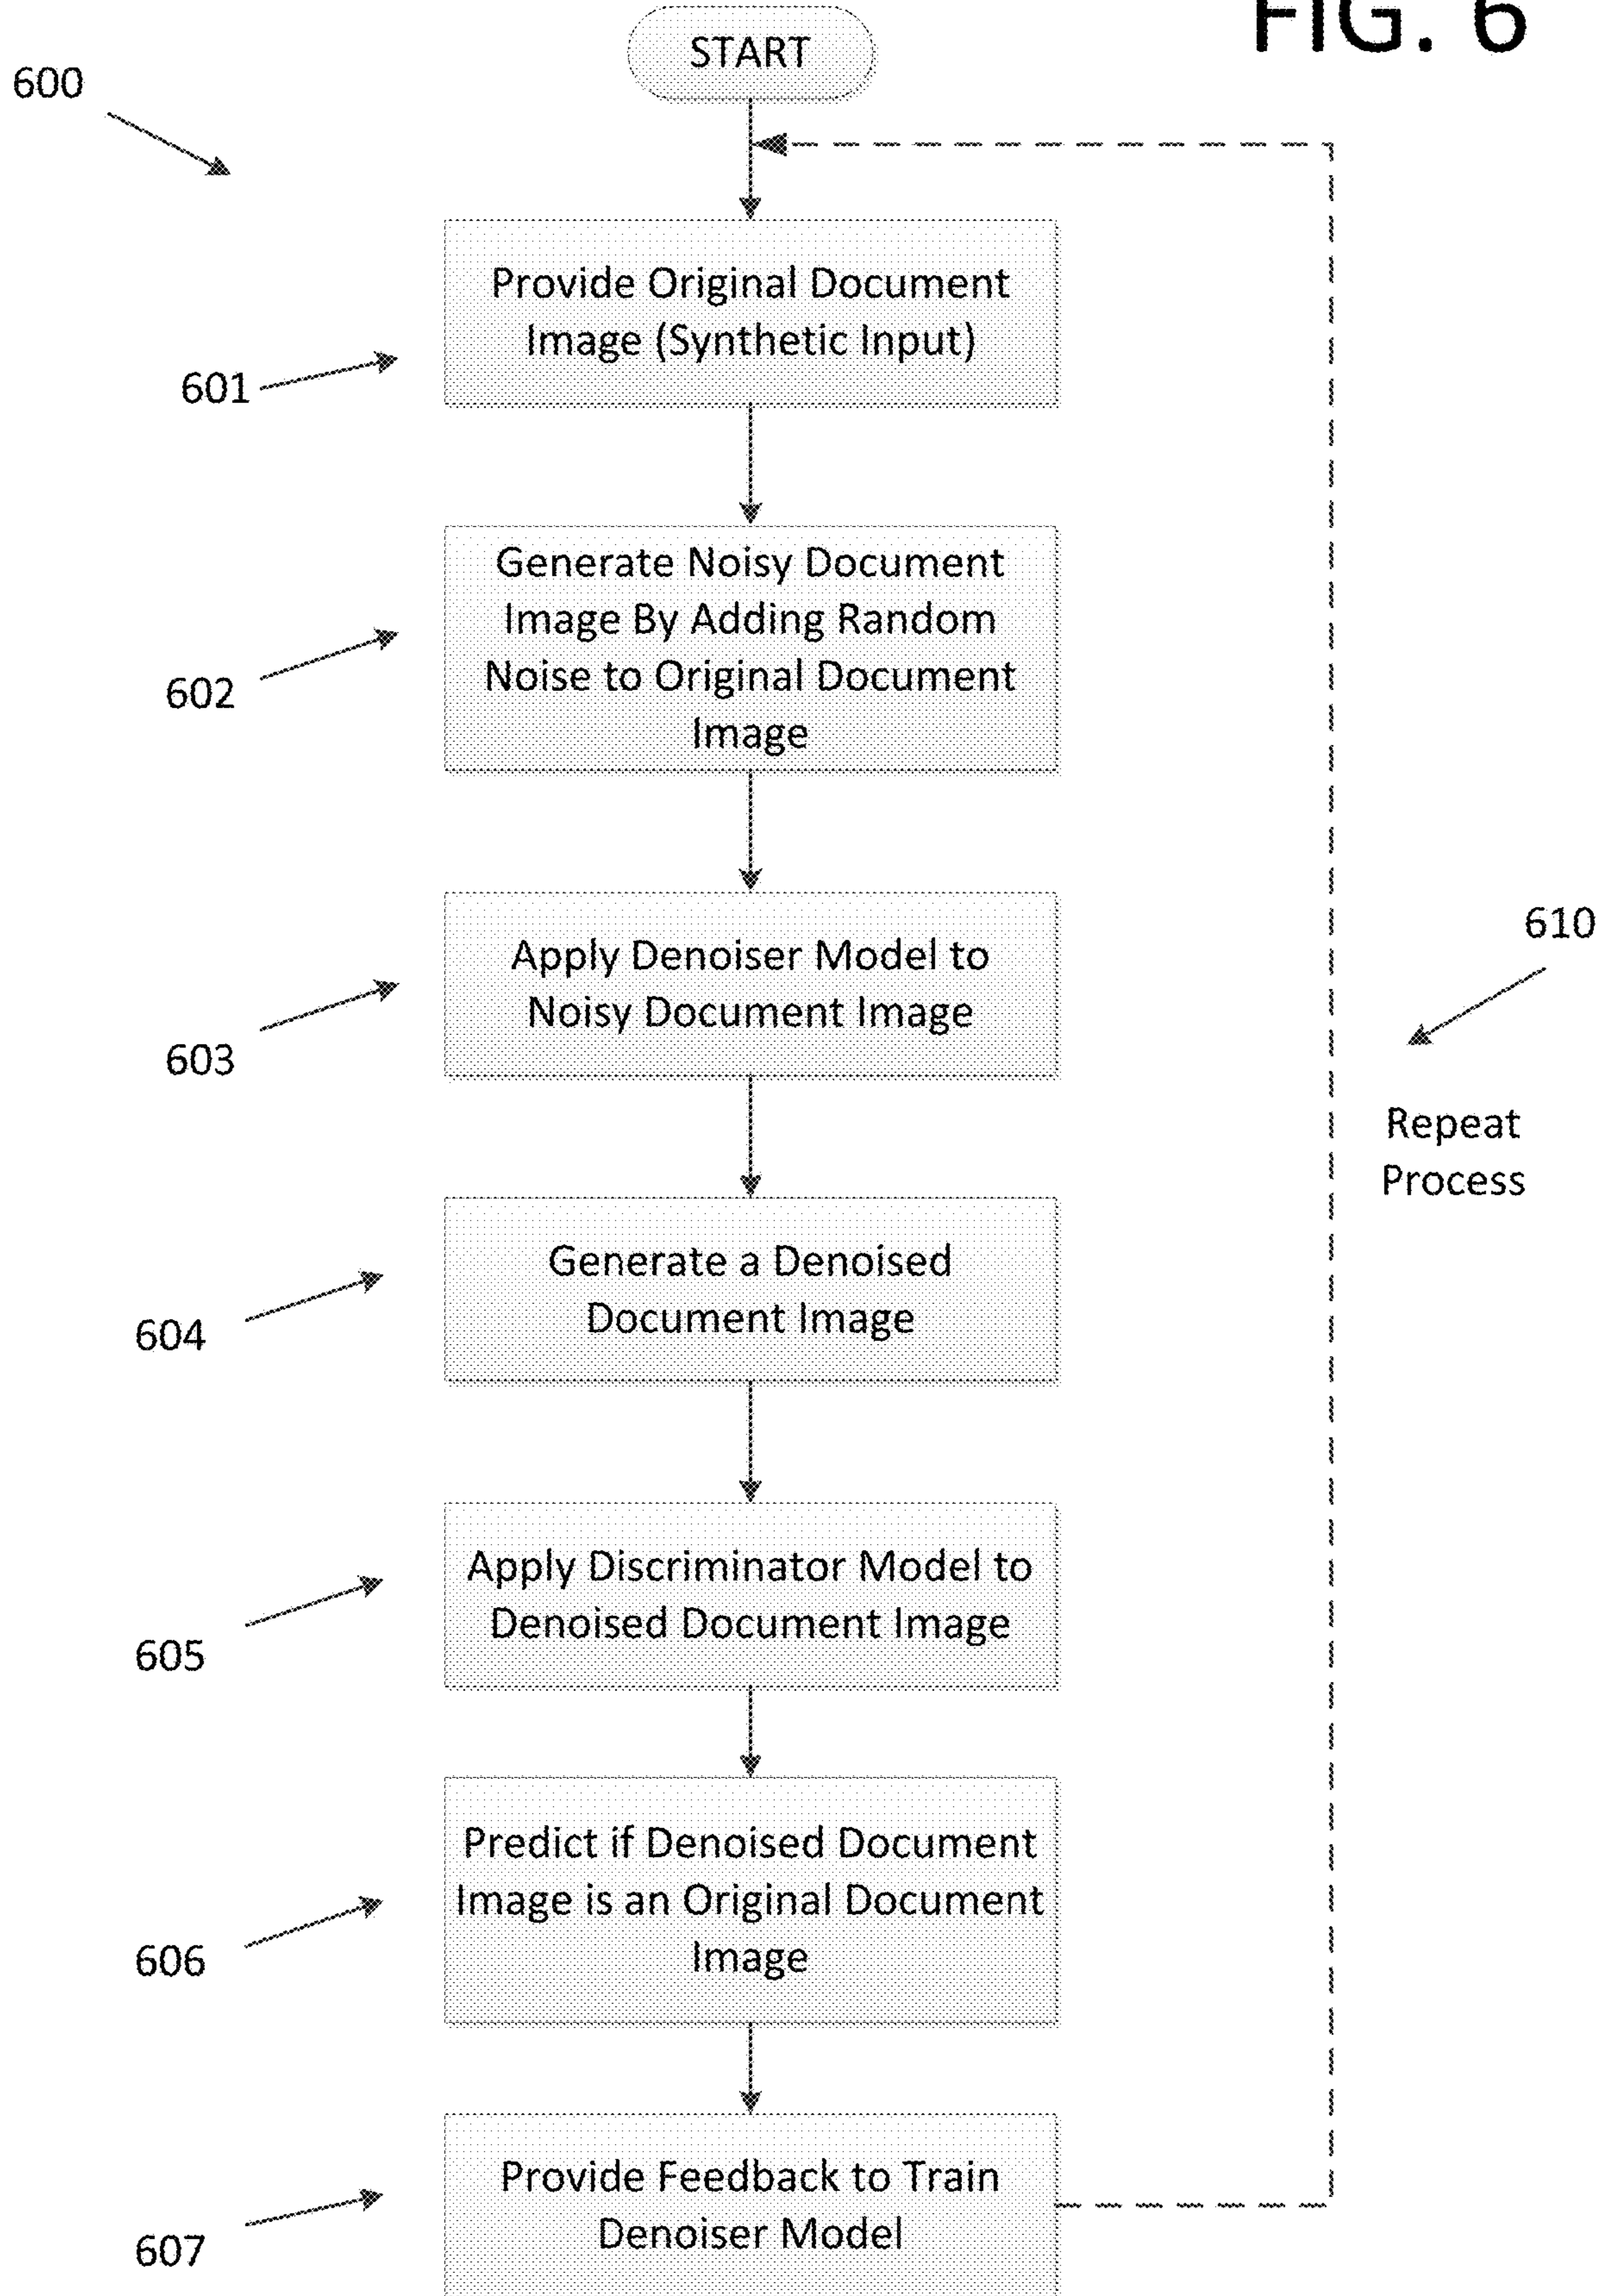 FIG. 6
START
600
Provide Original Document
Image (Synthetic Input)
601
Generate Noisy Document
Image By Adding Random
Noise to Original Document
Image
602
Apply Denoiser Model to
Noisy Document Image
603
610
Repeat
Process
Generate a Denoised
Document Image
604
Apply Discriminator Model to
Denoised Document Image
605
Predict if Denoised Document
Image is an Original Document
Image
606
Provide Feedback to Train
Denoiser Model
607